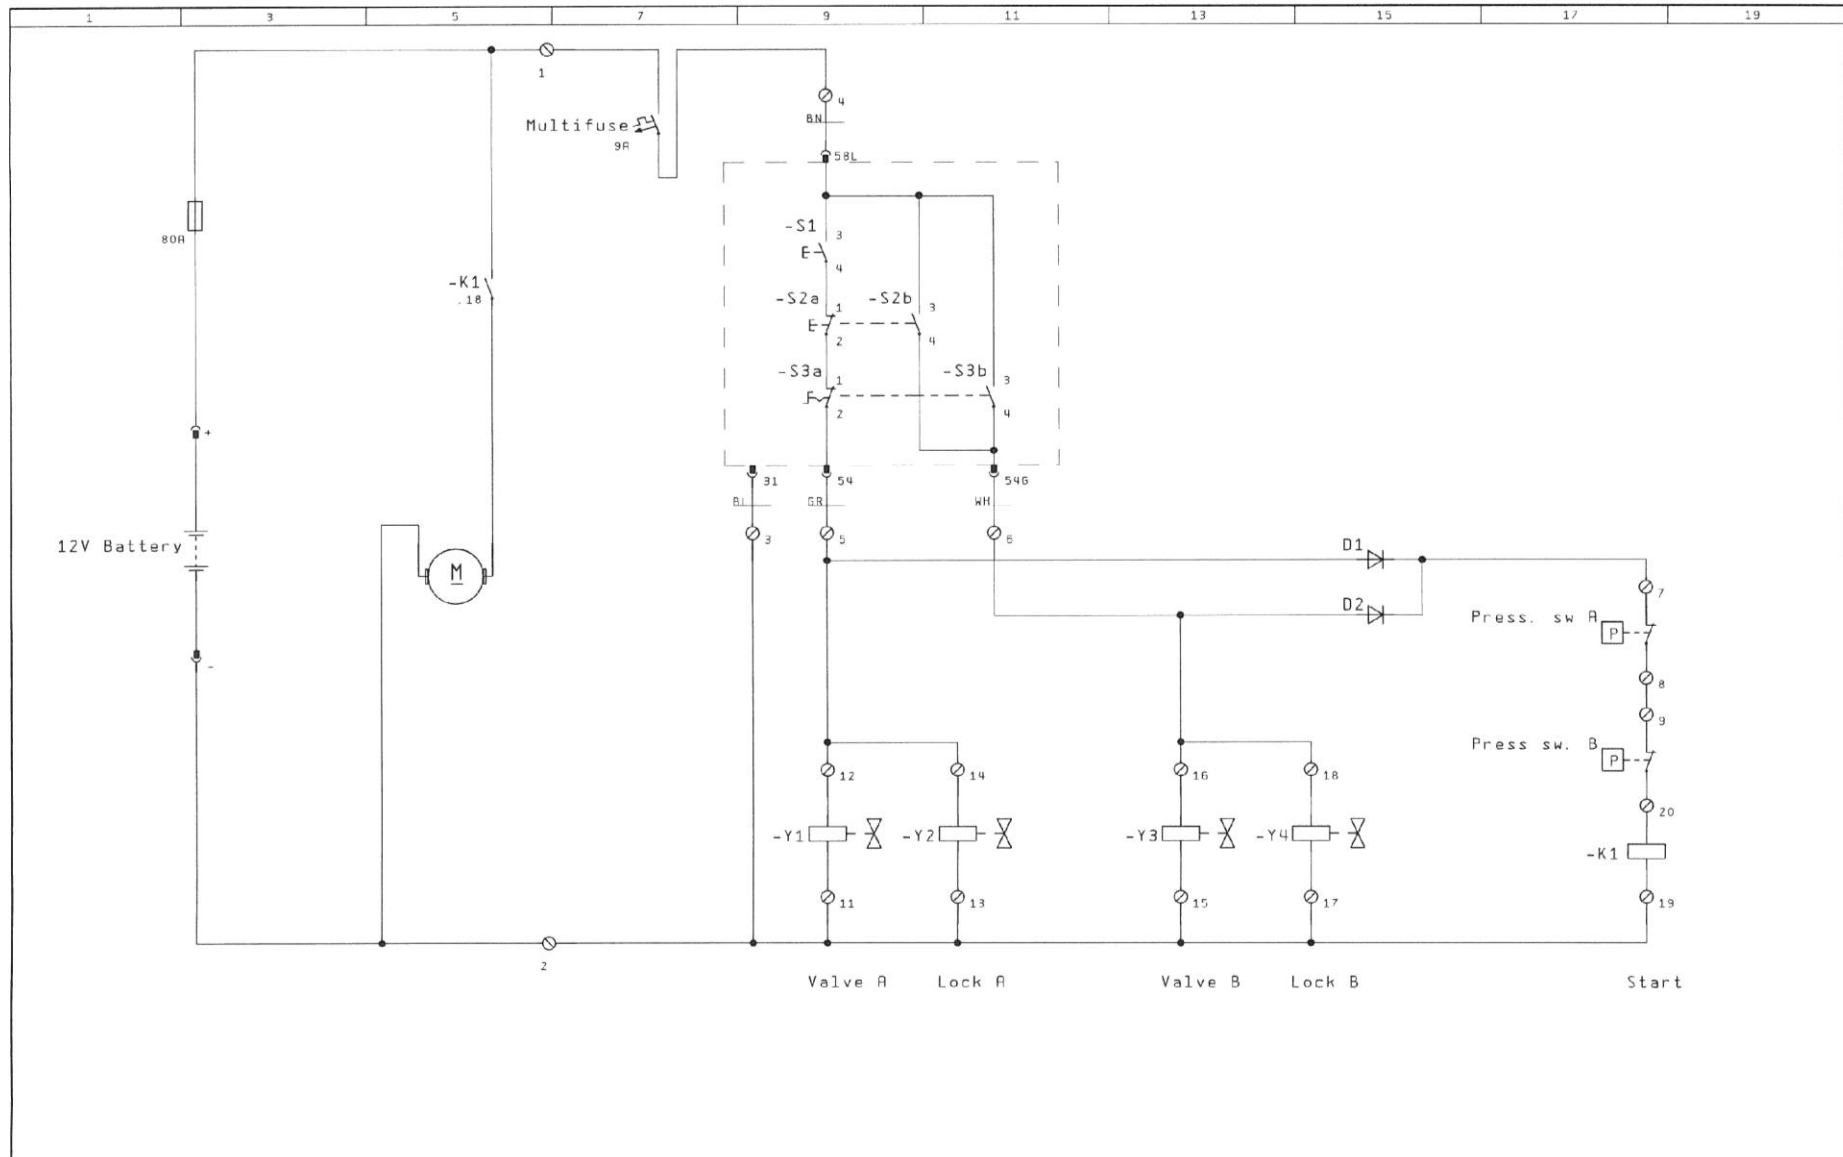 1 3 5 7 9 11 13 15 17 19
1
4
BN
Multifuse
9A
58L
80A
-S1 3
4
-K1
.18
-S2a 1 -S2b 3
2 4
-S3a 1 -S3b 3
2 4
+
31 54 54G
BL GR WH
3 5 6
12V Battery
M
D1
D2
7
Press. sw A
P
8
9
-
Press sw. B
P
12 14 16 18
20
-Y1 -Y2 -Y3 -Y4
-K1
11 13 15 17 19
2
Valve A Lock A Valve B Lock B Start